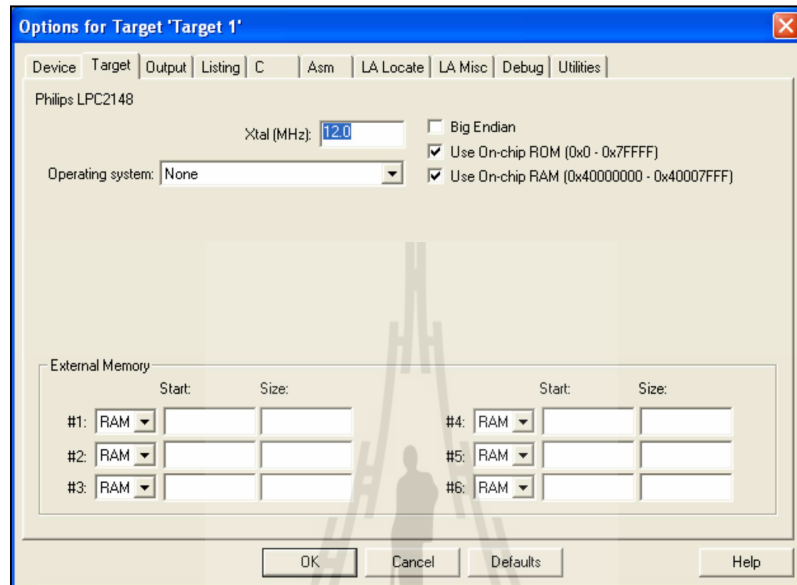 Options for Target 'Target 1'
Device Target Output Listing C Asm LA Locate LA Misc Debug Utilities
Philips LPC2148
Xtal (MHz): 12.0
Big Endian
Use On-chip ROM (0x0 - 0x7FFFF)
Operating system: None
Use On-chip RAM (0x40000000 - 0x40007FFF)
External Memory
Start: Size: Start: Size:
#1: RAM #4: RAM
#2: RAM #5: RAM
#3: RAM #6: RAM
OK Cancel Defaults Help